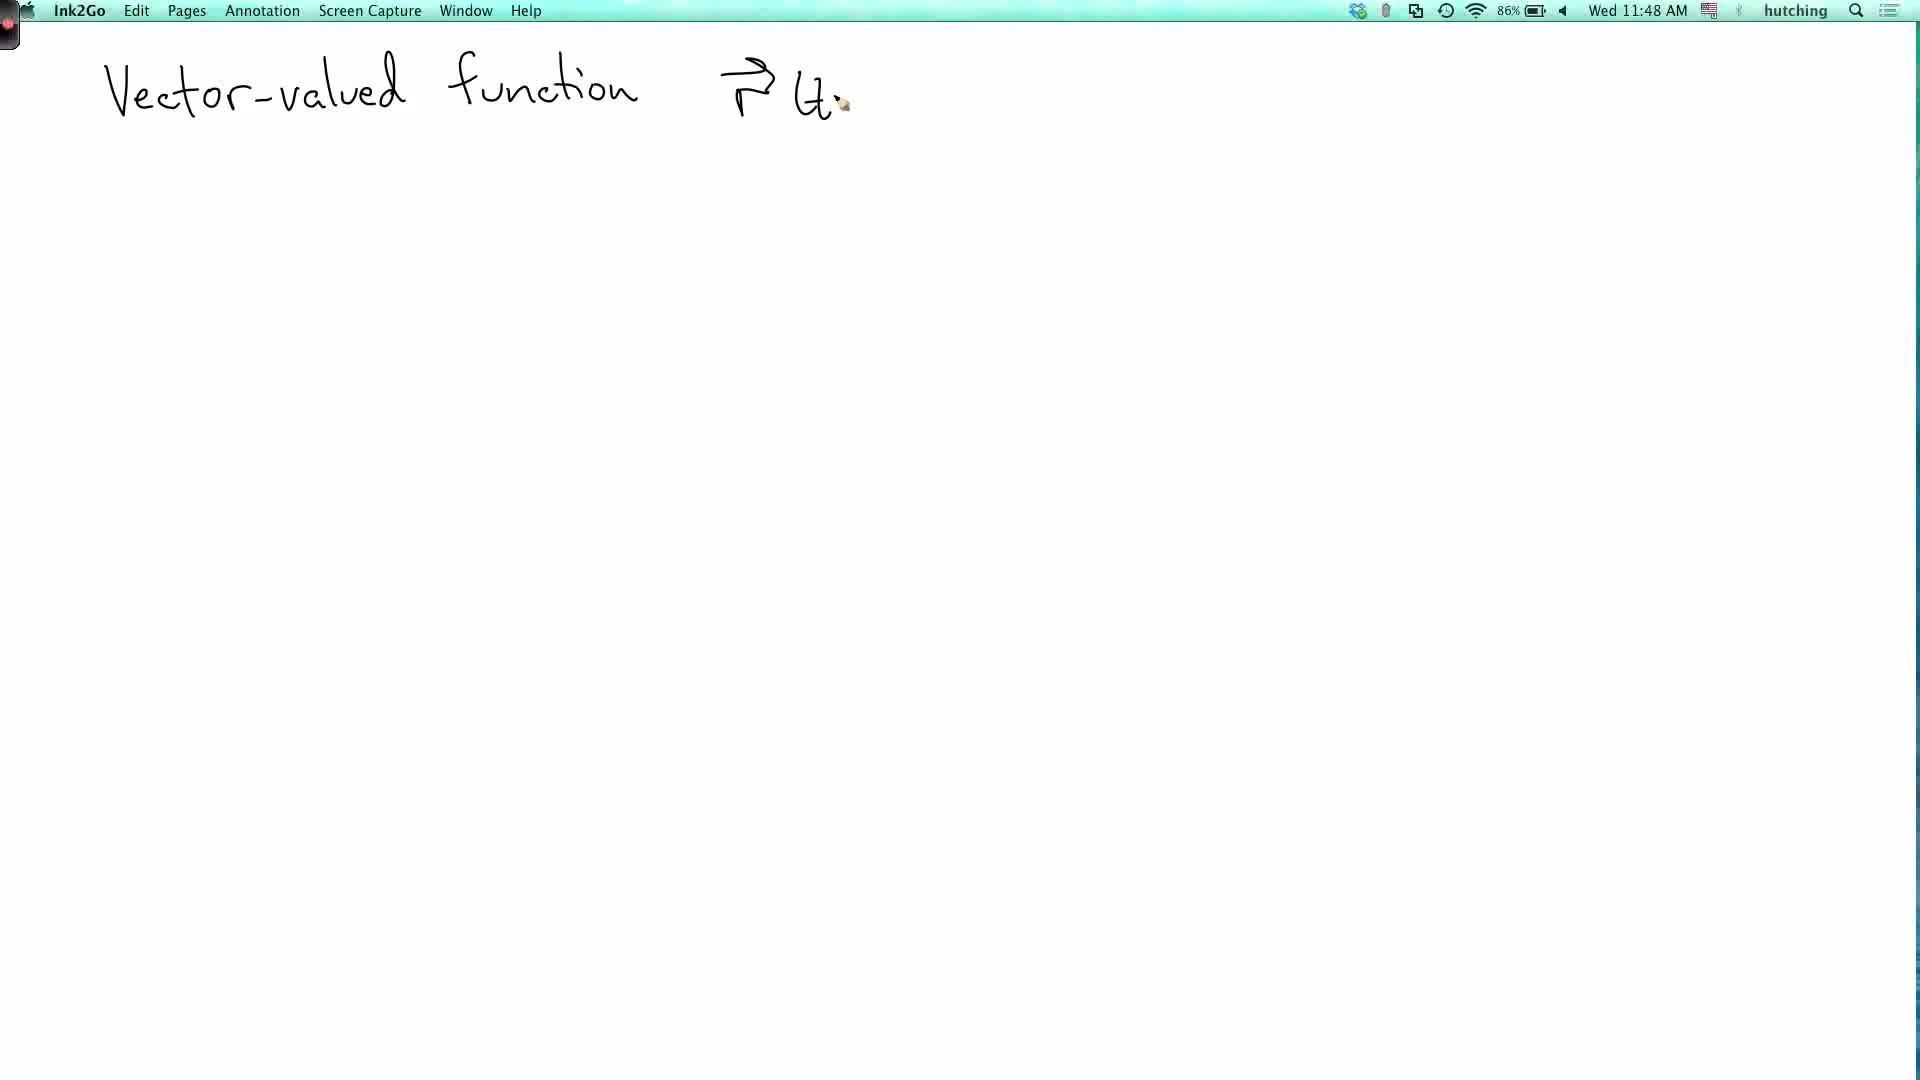 Ink2Go Edit Pages Annotation Screen Capture Window Help 86% Wed 11:48 AM hutching
Vector-valued function r⃗ (t